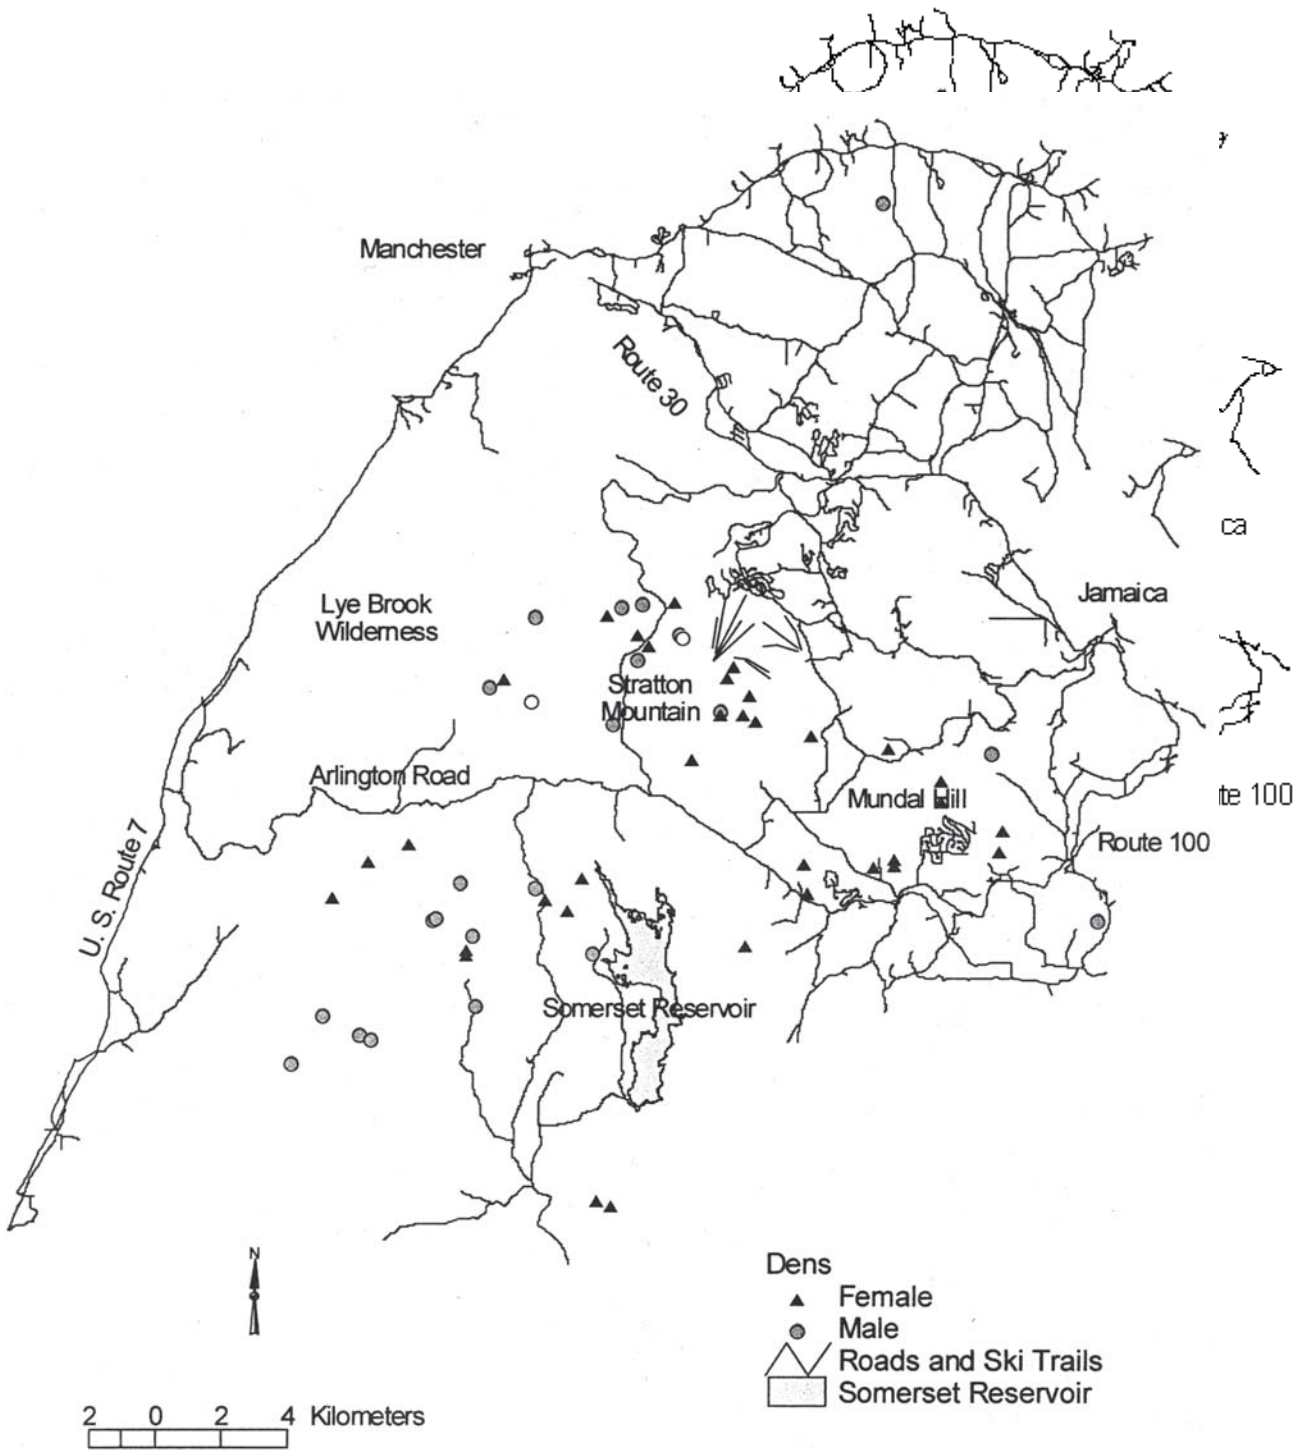 Manchester
Route 30
ca
Lye Brook
Wilderness
Jamaica
Stratton
Mountain
Arlington Road
Mundal Hill
te 100
Route 100
U. S. Route 7
Somerset Reservoir
N
Dens
Female
Male
Roads and Ski Trails
Somerset Reservoir
2 0 2 4 Kilometers